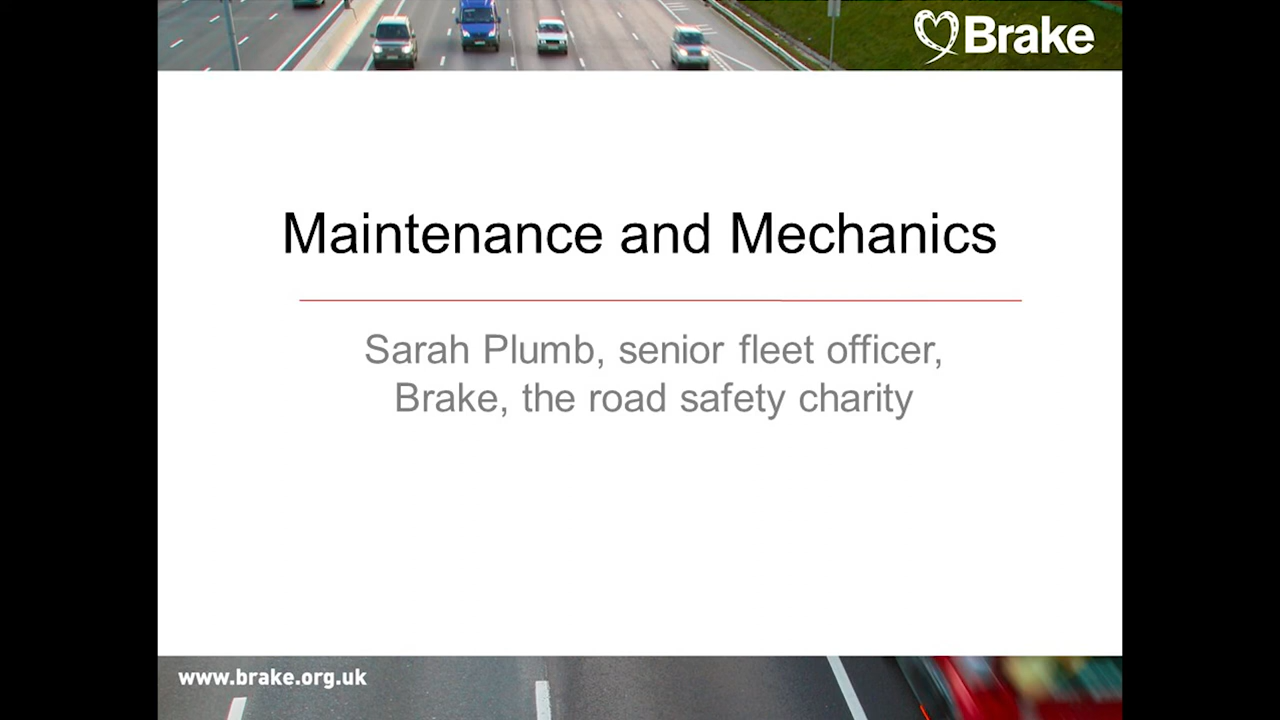 Brake
Maintenance and Mechanics
Sarah Plumb, senior fleet officer,
Brake, the road safety charity
www.brake.org.uk